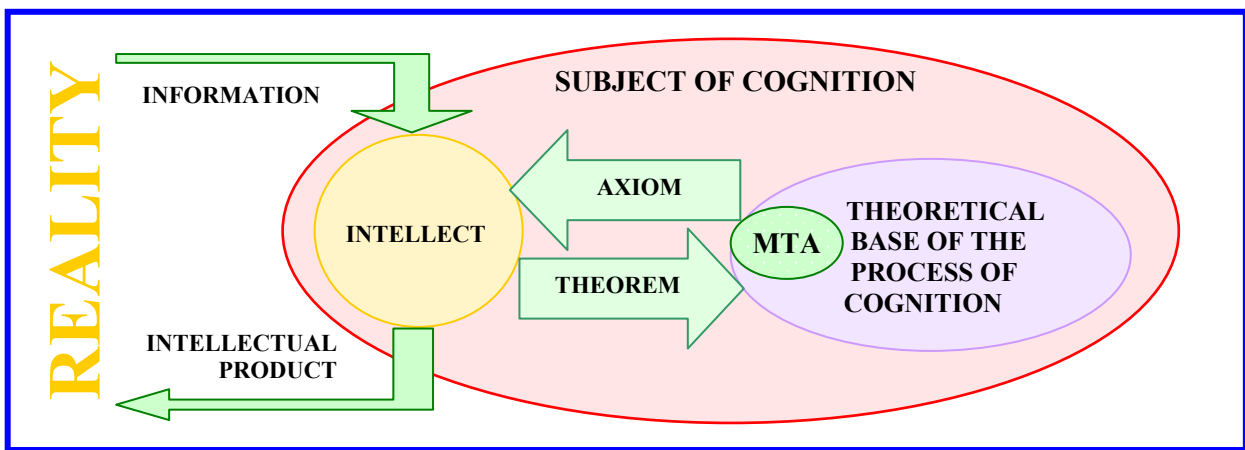 REALITY
INFORMATION
SUBJECT OF COGNITION
AXIOM
INTELLECT
THEOREM
MTA
THEORETICAL
BASE OF THE
PROCESS OF
COGNITION
INTELLECTUAL
PRODUCT